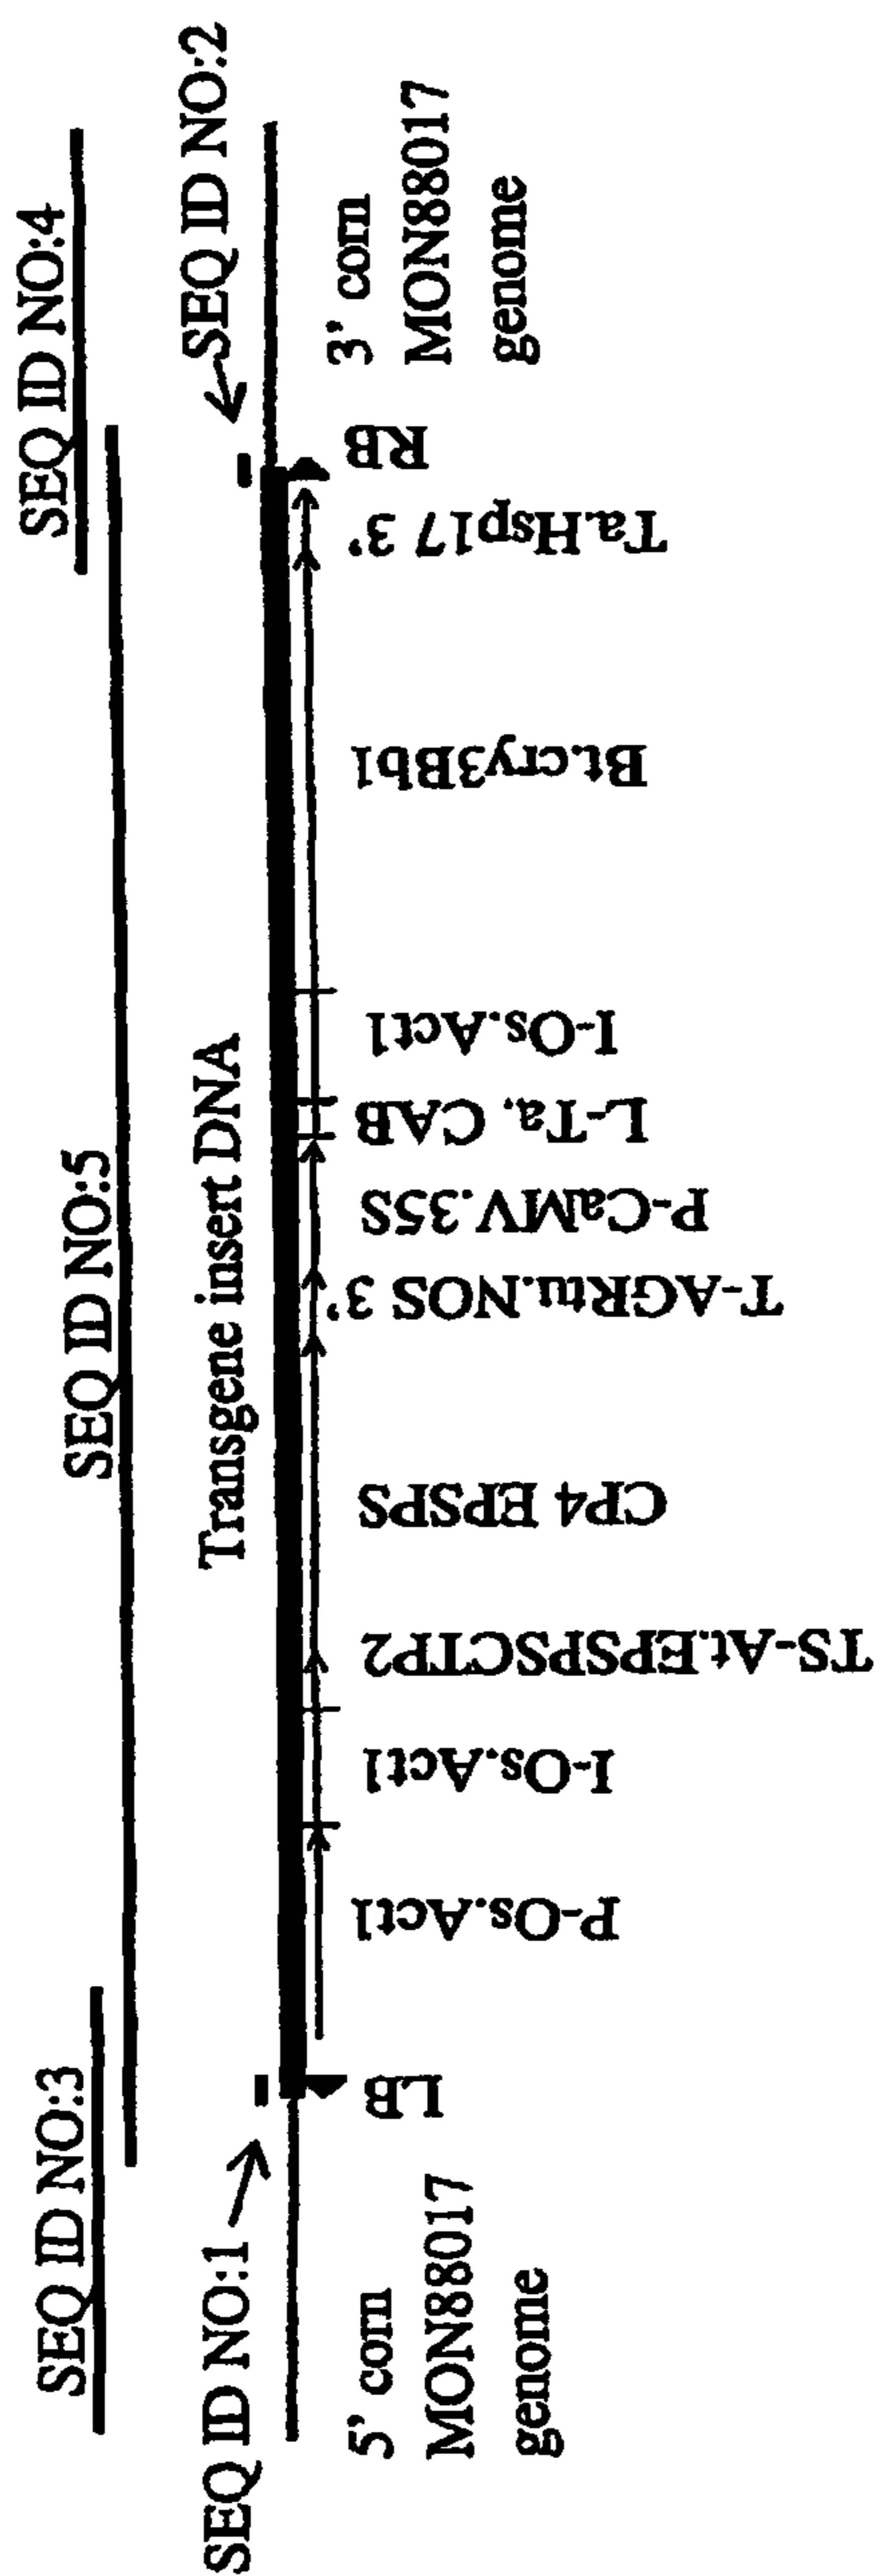 SEQ ID NO:3
SEQ ID NO:4
SEQ ID NO:5
SEQ ID NO:1
Transgene insert DNA
SEQ ID NO:2
5' corn
MON88017
genome
LB
P-Os.Act1
I-Os.Act1
TS-At.EPSPSCTP2
CP4 EPSPS
T-AGRtu.NOS 3'
P-CaMV.35S
L-Ta. CAB
I-Os.Act1
Bt.cry3Bb1
Ta.Hsp17 3'
RB
3' corn
MON88017
genome